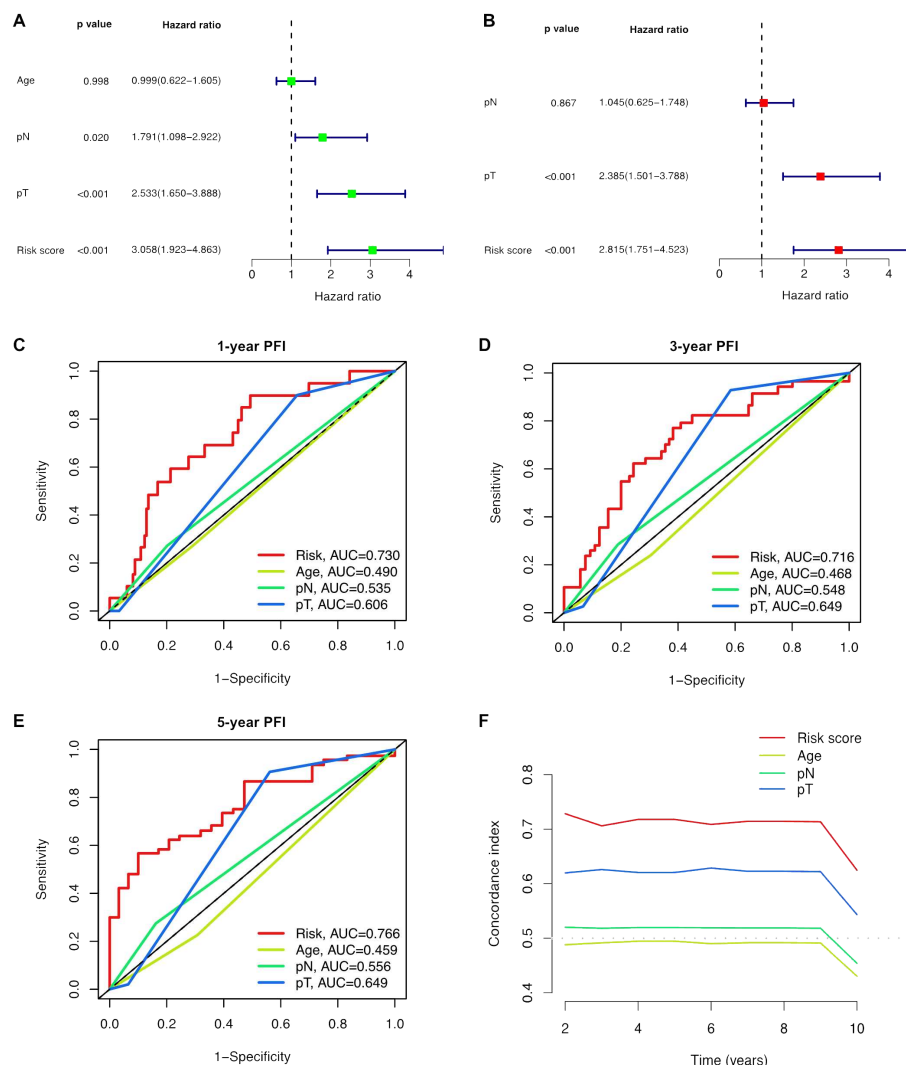 A
p value Hazard ratio
Age 0.998 0.999(0.622−1.605)
pN 0.020 1.791(1.098−2.922)
pT <0.001 2.533(1.650−3.888)
Risk score <0.001 3.058(1.923−4.863)
0 1 2 3 4
Hazard ratio
B
p value Hazard ratio
pN 0.867 1.045(0.625−1.748)
pT <0.001 2.385(1.501−3.788)
Risk score <0.001 2.815(1.751−4.523)
0 1 2 3 4
Hazard ratio
C
1-year PFI
Sensitivity
1.0
0.8
0.6
0.4
0.2
0.0
Risk, AUC=0.730
Age, AUC=0.490
pN, AUC=0.535
pT, AUC=0.606
0.0 0.2 0.4 0.6 0.8 1.0
1−Specificity
D
3-year PFI
Sensitivity
1.0
0.8
0.6
0.4
0.2
0.0
Risk, AUC=0.716
Age, AUC=0.468
pN, AUC=0.548
pT, AUC=0.649
0.0 0.2 0.4 0.6 0.8 1.0
1−Specificity
E
5-year PFI
Sensitivity
1.0
0.8
0.6
0.4
0.2
0.0
Risk, AUC=0.766
Age, AUC=0.459
pN, AUC=0.556
pT, AUC=0.649
0.0 0.2 0.4 0.6 0.8 1.0
1−Specificity
F
Risk score
Age
pN
pT
Concordance index
0.8
0.7
0.6
0.5
0.4
2 4 6 8 10
Time (years)